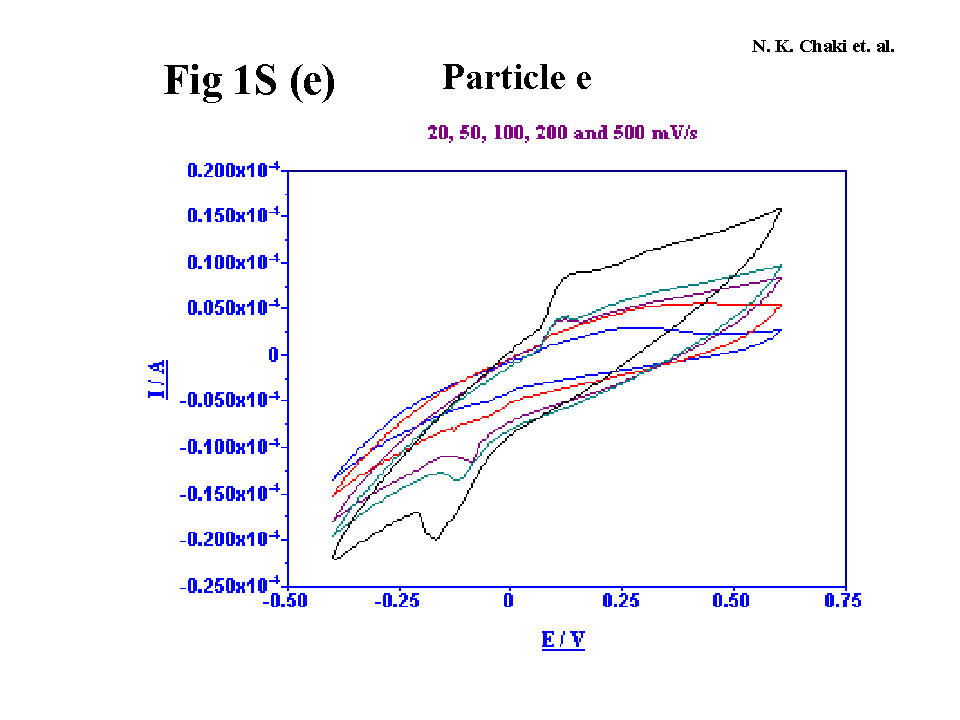 N. K. Chaki et. al.
Fig 1S (e)
Particle e
20, 50, 100, 200 and 500 mV/s
0.200x10⁻⁴
0.150x10⁻⁴
0.100x10⁻⁴
0.050x10⁻⁴
0
-0.050x10⁻⁴
-0.100x10⁻⁴
-0.150x10⁻⁴
-0.200x10⁻⁴
-0.250x10⁻⁴
I / A
-0.50 -0.25 0 0.25 0.50 0.75
E / V